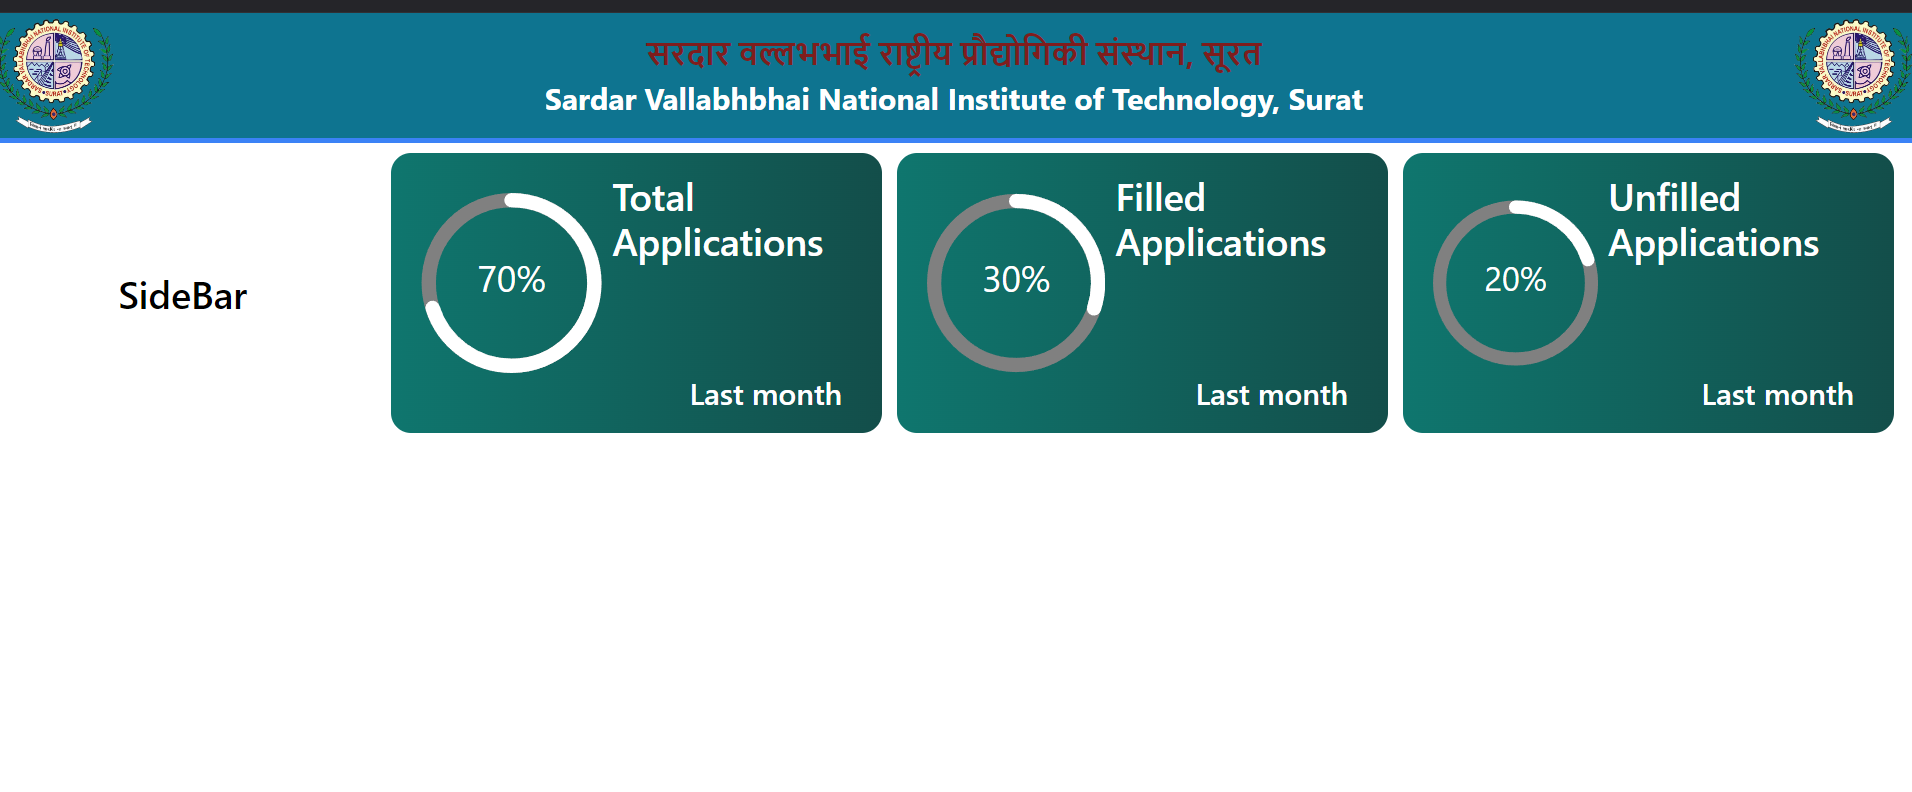 सरदार वल्लभभाई राष्ट्रीय प्रौद्योगिकी संस्थान, सूरत
Sardar Vallabhbhai National Institute of Technology, Surat
SideBar
70%
Total
Applications
Last month
30%
Filled
Applications
Last month
20%
Unfilled
Applications
Last month